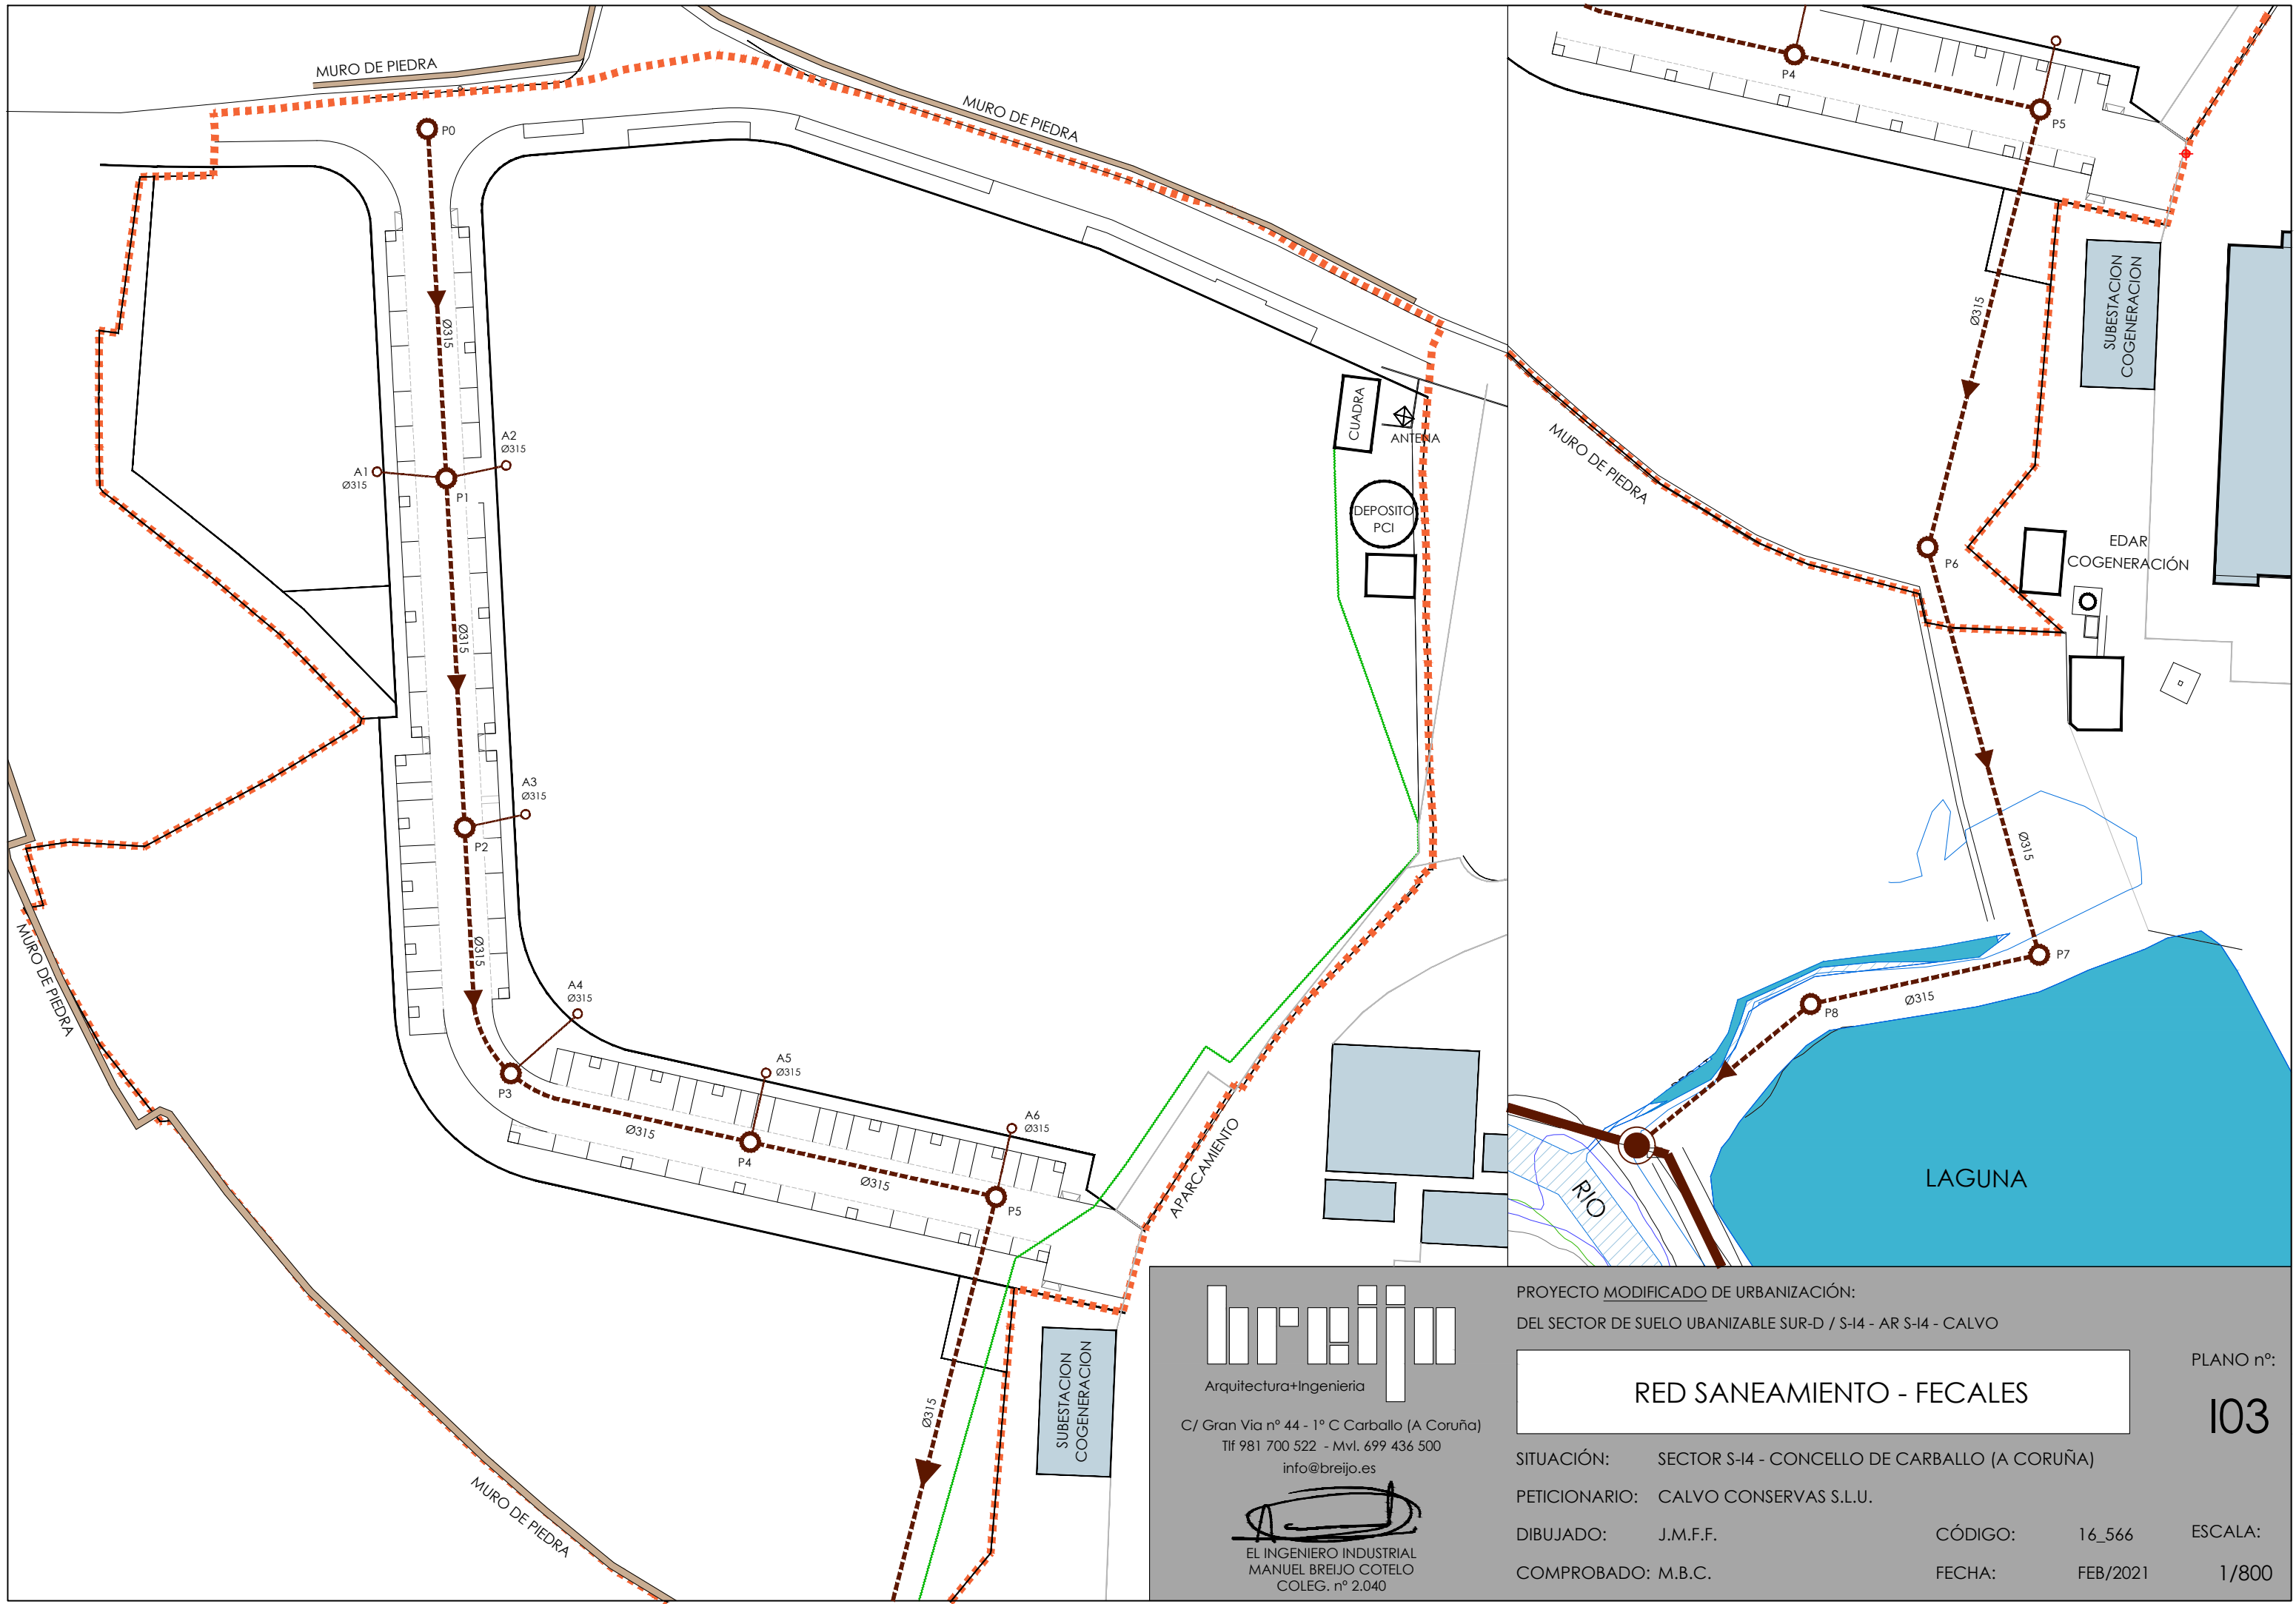 MURO DE PIEDRA
MURO DE PIEDRA
P0
Ø315
A2
Ø315
A1
Ø315
P1
Ø315
A3
Ø315
P2
Ø315
A4
Ø315
P3
A5
Ø315
Ø315
P4
A6
Ø315
Ø315
P5
Ø315
MURO DE PIEDRA
MURO DE PIEDRA
CUADRA
ANTENA
DEPOSITO
PCI
APARCAMIENTO
SUBESTACION
COGENERACION
P4
P5
Ø315
SUBESTACION
COGENERACION
MURO DE PIEDRA
P6
EDAR
COGENERACIÓN
Ø315
P7
Ø315
P8
RIO
LAGUNA
breijo
Arquitectura+Ingenieria
C/ Gran Via nº 44 - 1º C Carballo (A Coruña)
Tlf 981 700 522 - Mvl. 699 436 500
info@breijo.es
EL INGENIERO INDUSTRIAL
MANUEL BREIJO COTELO
COLEG. nº 2.040
PROYECTO MODIFICADO DE URBANIZACIÓN:
DEL SECTOR DE SUELO UBANIZABLE SUR-D / S-I4 - AR S-I4 - CALVO
RED SANEAMIENTO - FECALES
PLANO nº:
I03
SITUACIÓN: SECTOR S-I4 - CONCELLO DE CARBALLO (A CORUÑA)
PETICIONARIO: CALVO CONSERVAS S.L.U.
DIBUJADO: J.M.F.F. CÓDIGO: 16_566 ESCALA:
COMPROBADO: M.B.C. FECHA: FEB/2021 1/800